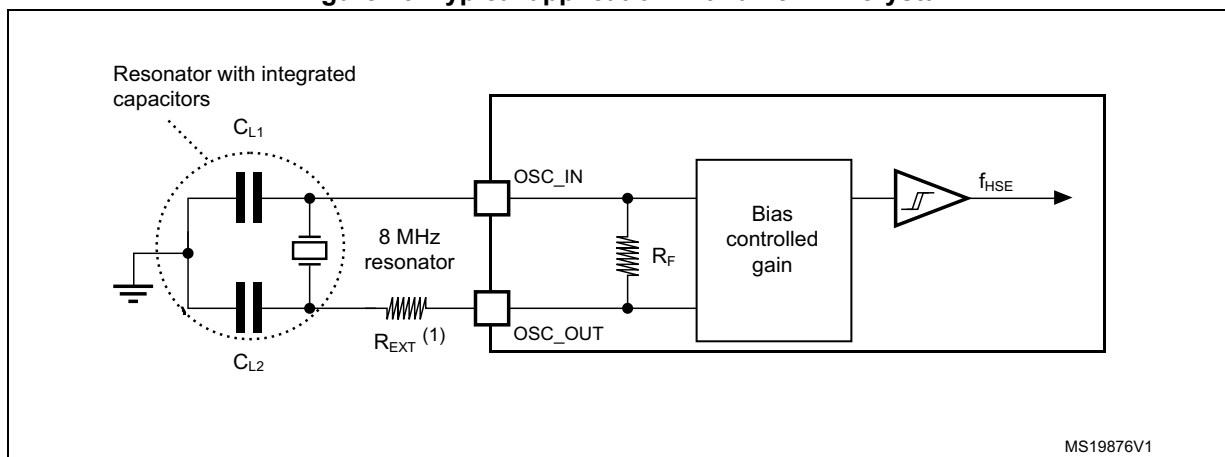 Resonator with integrated
capacitors
CL1
OSC_IN
fHSE
8 MHz
resonator
RF
Bias
controlled
gain
REXT (1)
OSC_OUT
CL2
MS19876V1